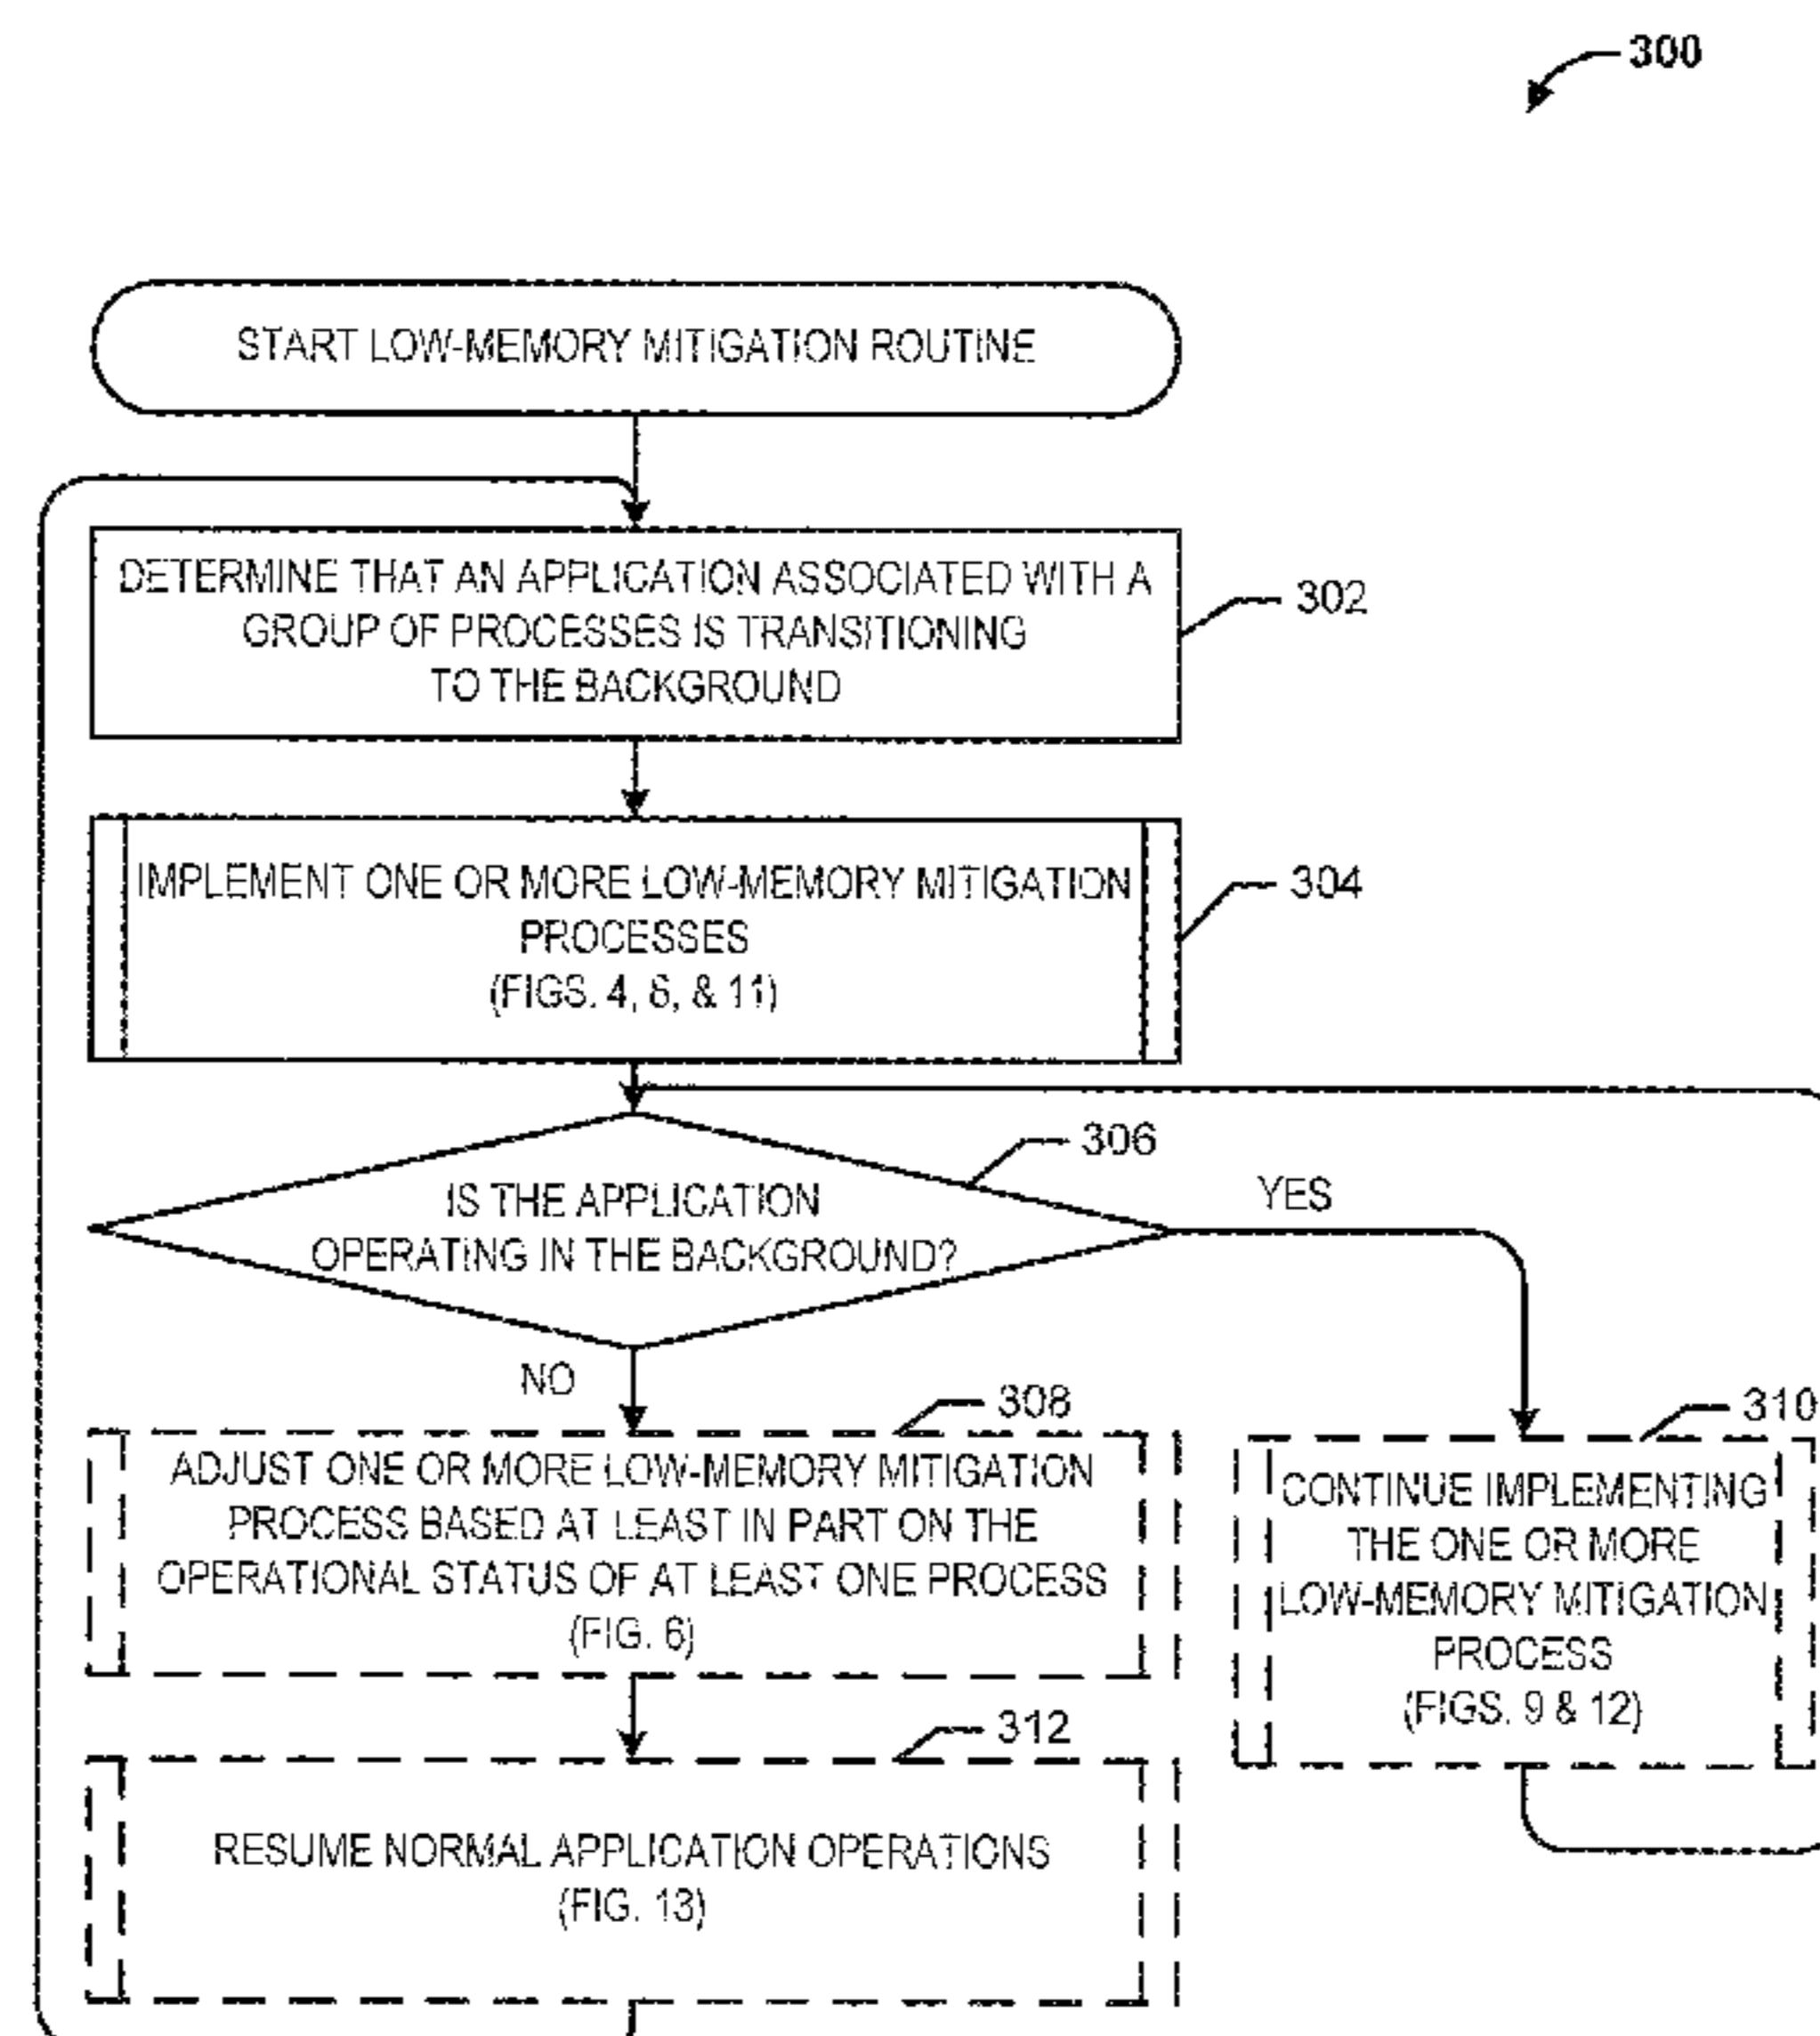 300
START LOW-MEMORY MITIGATION ROUTINE
DETERMINE THAT AN APPLICATION ASSOCIATED WITH A
GROUP OF PROCESSES IS TRANSITIONING
TO THE BACKGROUND
302
IMPLEMENT ONE OR MORE LOW-MEMORY MITIGATION
PROCESSES
(FIGS. 4, 6, & 11)
304
306
IS THE APPLICATION
OPERATING IN THE BACKGROUND?
YES
NO
308
ADJUST ONE OR MORE LOW-MEMORY MITIGATION
PROCESS BASED AT LEAST IN PART ON THE
OPERATIONAL STATUS OF AT LEAST ONE PROCESS
(FIG. 6)
310
CONTINUE IMPLEMENTING
THE ONE OR MORE
LOW-MEMORY MITIGATION
PROCESS
(FIGS. 9 & 12)
312
RESUME NORMAL APPLICATION OPERATIONS
(FIG. 13)